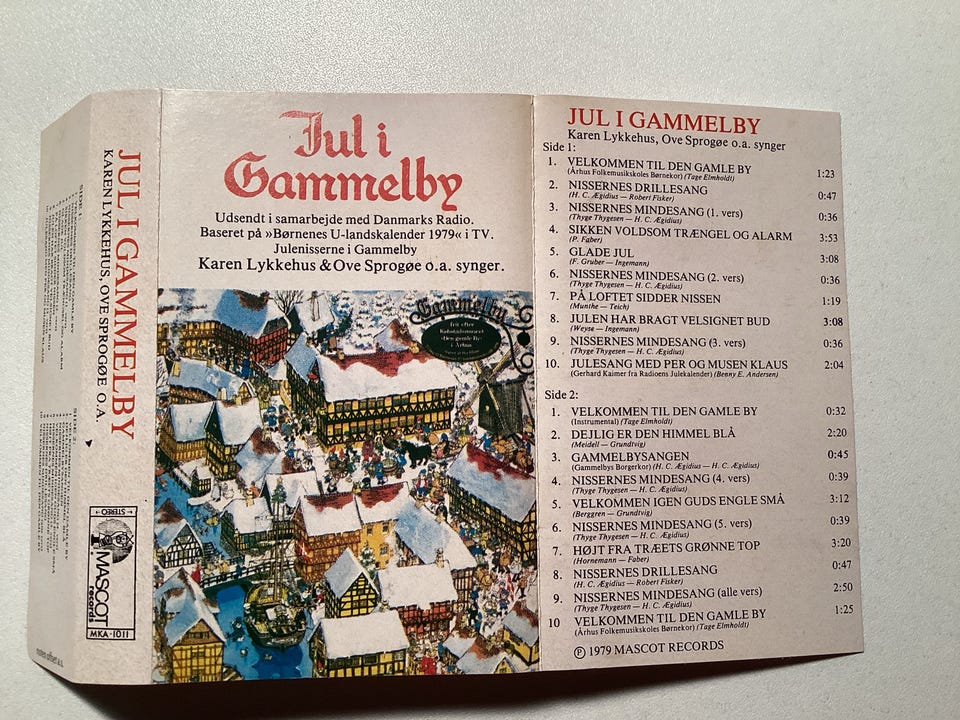 JUL I GAMMELBY
KAREN LYKKEHUS, OVE SPROGØE O.A.
SIDE 1:
SIDE 2:
STEREO
MASCOT
records
MKA-1011
Jul i
Gammelby
Udsendt i samarbejde med Danmarks Radio.
Baseret på »Børnenes U-landskalender 1979« i TV.
Julenisserne i Gammelby
Karen Lykkehus & Ove Sprogøe o.a. synger.
Gammelby
frit efter
Købstadsmuseet
»Den gamle By«
i Århus
JUL I GAMMELBY
Karen Lykkehus, Ove Sprogøe o.a. synger
Side 1:
1. VELKOMMEN TIL DEN GAMLE BY 1:23
(Århus Folkemusikskoles Børnekor) (Tage Elmholdt)
2. NISSERNES DRILLESANG 0:47
(H. C. Ægidius — Robert Fisker)
3. NISSERNES MINDESANG (1. vers) 0:36
(Thyge Thygesen — H. C. Ægidius)
4. SIKKEN VOLDSOM TRÆNGEL OG ALARM 3:53
(P. Faber)
5. GLADE JUL 3:08
(F. Gruber — Ingemann)
6. NISSERNES MINDESANG (2. vers) 0:36
(Thyge Thygesen — H. C. Ægidius)
7. PÅ LOFTET SIDDER NISSEN 1:19
(Munthe — Teich)
8. JULEN HAR BRAGT VELSIGNET BUD 3:08
(Weyse — Ingemann)
9. NISSERNES MINDESANG (3. vers) 0:36
(Thyge Thygesen — H. C. Ægidius)
10. JULESANG MED PER OG MUSEN KLAUS 2:04
(Gerhard Kaimer fra Radioens Julekalender) (Benny E. Andersen)
Side 2:
1. VELKOMMEN TIL DEN GAMLE BY 0:32
(Instrumental) (Tage Elmholdt)
2. DEJLIG ER DEN HIMMEL BLÅ 2:20
(Meidell — Grundtvig)
3. GAMMELBYSANGEN 0:45
(Gammelbys Borgerkor) (H. C. Ægidius — H. C. Ægidius)
4. NISSERNES MINDESANG (4. vers) 0:39
(Thyge Thygesen — H. C. Ægidius)
5. VELKOMMEN IGEN GUDS ENGLE SMÅ 3:12
(Berggren — Grundtvig)
6. NISSERNES MINDESANG (5. vers) 0:39
(Thyge Thygesen — H. C. Ægidius)
7. HØJT FRA TRÆETS GRØNNE TOP 3:20
(Hornemann — Faber)
8. NISSERNES DRILLESANG 0:47
(H. C. Ægidius — Robert Fisker)
9. NISSERNES MINDESANG (alle vers) 2:50
(Thyge Thygesen — H. C. Ægidius)
10 VELKOMMEN TIL DEN GAMLE BY 1:25
(Århus Folkemusikskoles Børnekor) (Tage Elmholdt)
Ⓟ 1979 MASCOT RECORDS